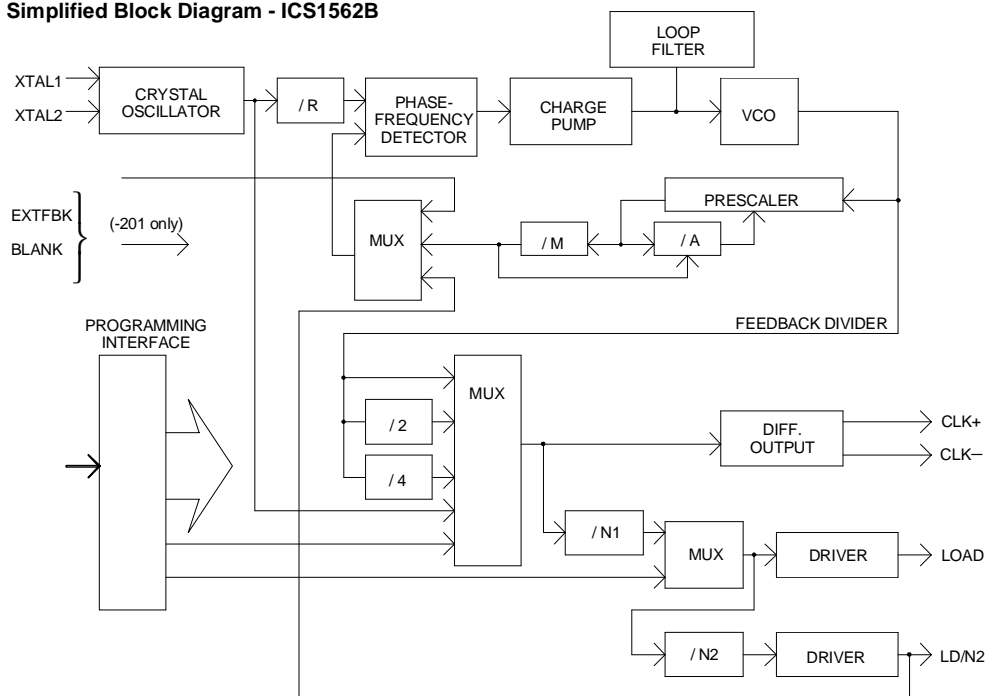 Simplified Block Diagram - ICS1562B
LOOP
FILTER
XTAL1
XTAL2
CRYSTAL
OSCILLATOR
/ R
PHASE-
FREQUENCY
DETECTOR
CHARGE
PUMP
VCO
EXTFBK
BLANK
(-201 only)
MUX
/ M
/ A
PRESCALER
FEEDBACK DIVIDER
PROGRAMMING
INTERFACE
MUX
/ 2
/ 4
DIFF.
OUTPUT
CLK+
CLK–
/ N1
MUX
DRIVER
LOAD
/ N2
DRIVER
LD/N2